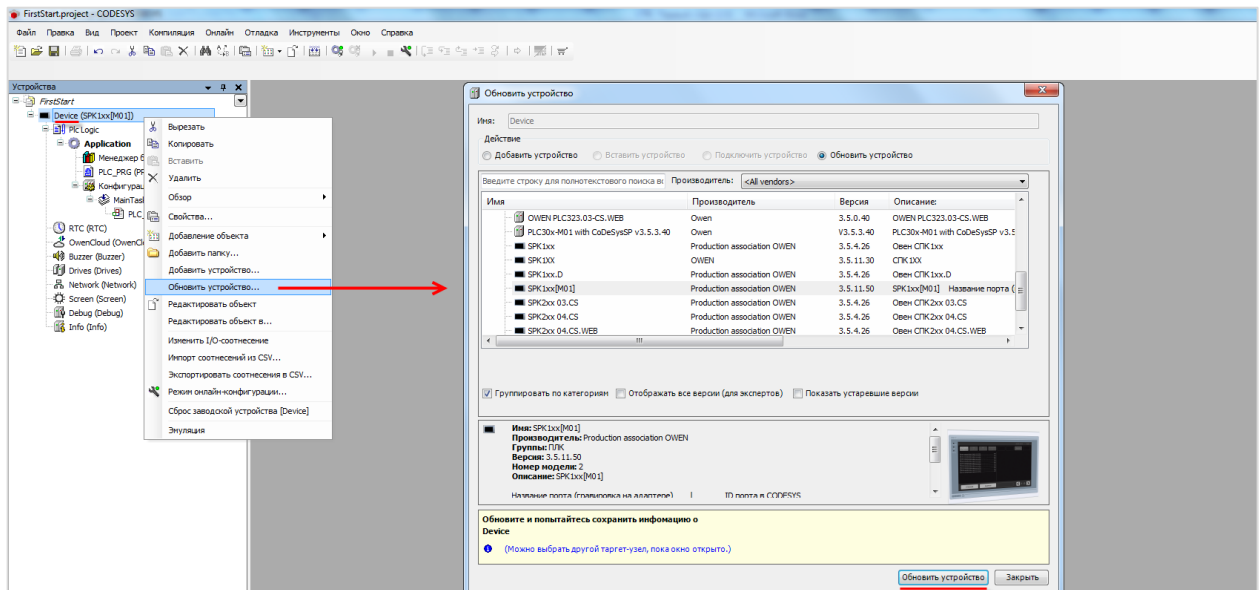 FirstStart.project - CODESYS
Файл Правка Вид Проект Компиляция Онлайн Отладка Инструменты Окно Справка
Устройства
FirstStart
Device (SPK1xx[M01])
Plc Logic
Application
Менеджер б
PLC_PRG (PR
Конфигурац
MainTas
PLC_
RTC (RTC)
OwenCloud (OwenCl
Buzzer (Buzzer)
Drives (Drives)
Network (Network)
Screen (Screen)
Debug (Debug)
Info (Info)
Вырезать
Копировать
Вставить
Удалить
Обзор
Свойства...
Добавление объекта
Добавить папку...
Добавить устройство...
Обновить устройство...
Редактировать объект
Редактировать объект в...
Изменить I/O-соотнесение
Импорт соотнесений из CSV...
Экспортировать соотнесения в CSV...
Режим онлайн-конфигурации...
Сброс заводской устройства [Device]
Эмуляция
Обновить устройство
Имя: Device
Действие
Добавить устройство Вставить устройство Подключить устройство Обновить устройство
Введите строку для полнотекстового поиска во Производитель: <All vendors>
Имя Производитель Версия Описание:
OWEN PLC323.03-CS.WEB Owen 3.5.0.40 OWEN PLC323.03-CS.WEB
PLC30x-M01 with CoDeSysSP v3.5.3.40 Owen V3.5.3.40 PLC30x-M01 with CoDeSysSP v3.5
SPK1xx Production association OWEN 3.5.4.26 Овен СПК1xx
SPK1XX OWEN 3.5.11.30 СПК1XX
SPK1xx.D Production association OWEN 3.5.4.26 Овен СПК1xx.D
SPK1xx[M01] Production association OWEN 3.5.11.50 SPK1xx[M01] Название порта (
SPK2xx 03.CS Production association OWEN 3.5.4.26 Овен СПК2xx 03.CS
SPK2xx 04.CS Production association OWEN 3.5.4.26 Овен СПК2xx 04.CS
SPK2xx 04.CS.WEB Production association OWEN 3.5.4.26 Овен СПК2xx 04.CS.WEB
Группировать по категориям Отображать все версии (для экспертов) Показать устаревшие версии
Имя: SPK1xx[M01]
Производитель: Production association OWEN
Группы: ПЛК
Версия: 3.5.11.50
Номер модели: 2
Описание: SPK1xx[M01]
Название порта (гравировка на адаптере) | ID порта в CODESYS
Обновите и попытайтесь сохранить инфомацию о
Device
(Можно выбрать другой таргет-узел, пока окно открыто.)
Обновить устройство Закрыть